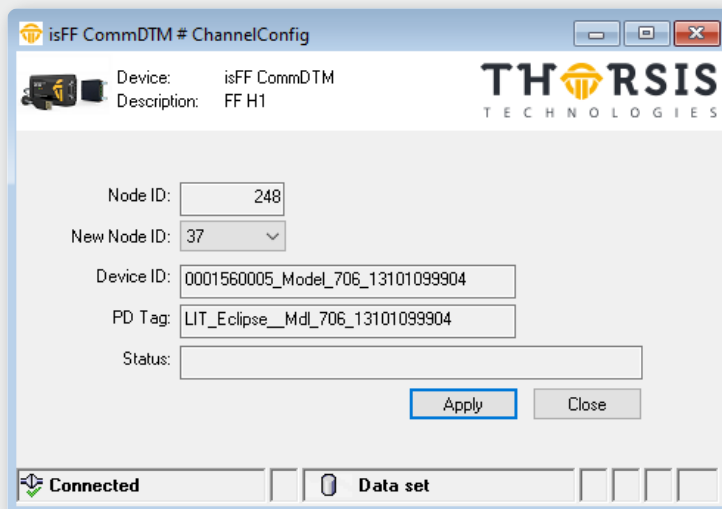 isFF CommDTM # ChannelConfig
Device: isFF CommDTM
Description: FF H1
THORSIS
TECHNOLOGIES
Node ID: 248
New Node ID: 37
Device ID: 0001560005_Model_706_13101099904
PD Tag: LIT_Eclipse__Mdl_706_13101099904
Status:
Apply Close
Connected Data set